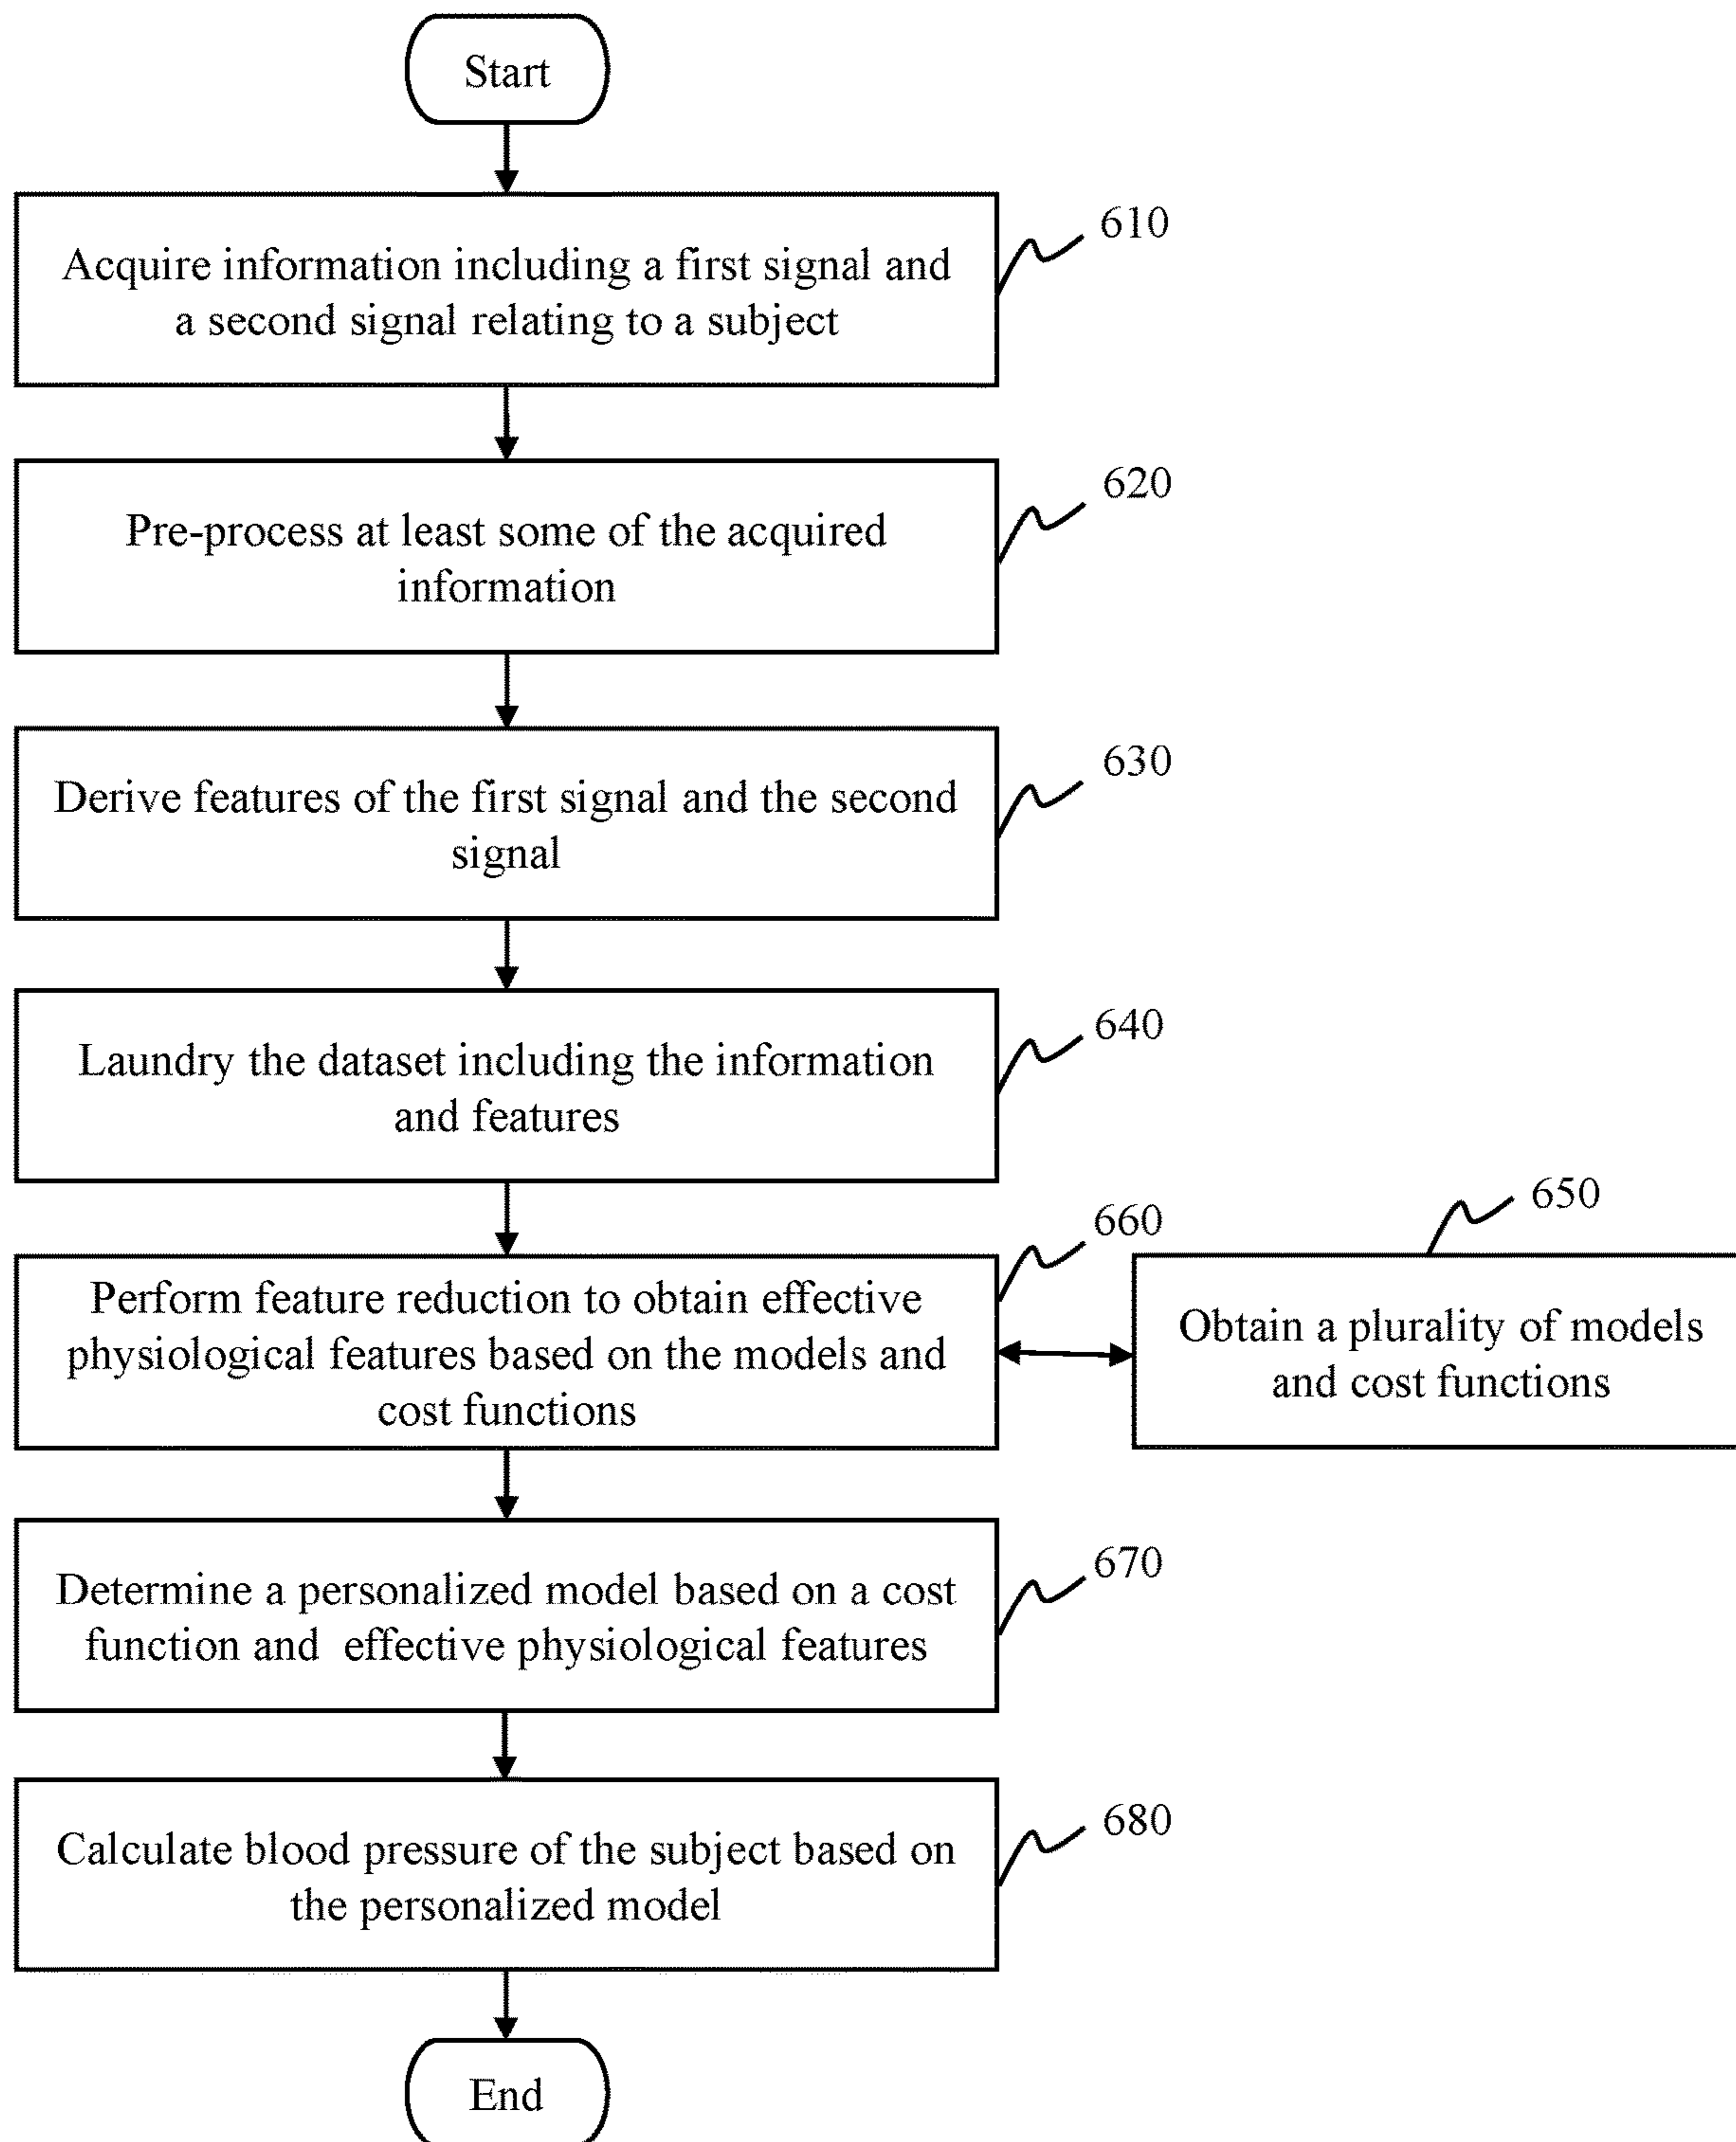 Start
610
Acquire information including a first signal and
a second signal relating to a subject
620
Pre-process at least some of the acquired
information
630
Derive features of the first signal and the second
signal
640
Laundry the dataset including the information
and features
660
Perform feature reduction to obtain effective
physiological features based on the models and
cost functions
650
Obtain a plurality of models
and cost functions
670
Determine a personalized model based on a cost
function and effective physiological features
680
Calculate blood pressure of the subject based on
the personalized model
End